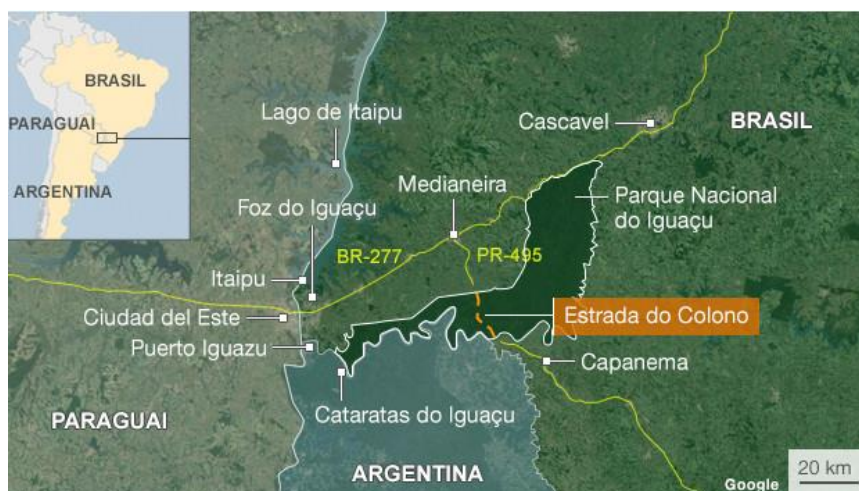 BRASIL
PARAGUAI
ARGENTINA
Lago de Itaipu
Cascavel
BRASIL
Medianeira
Parque Nacional
do Iguaçu
Foz do Iguaçu
BR-277
PR-495
Itaipu
Ciudad del Este
Estrada do Colono
Puerto Iguazu
Capanema
Cataratas do Iguaçu
PARAGUAI
ARGENTINA
20 km
Google